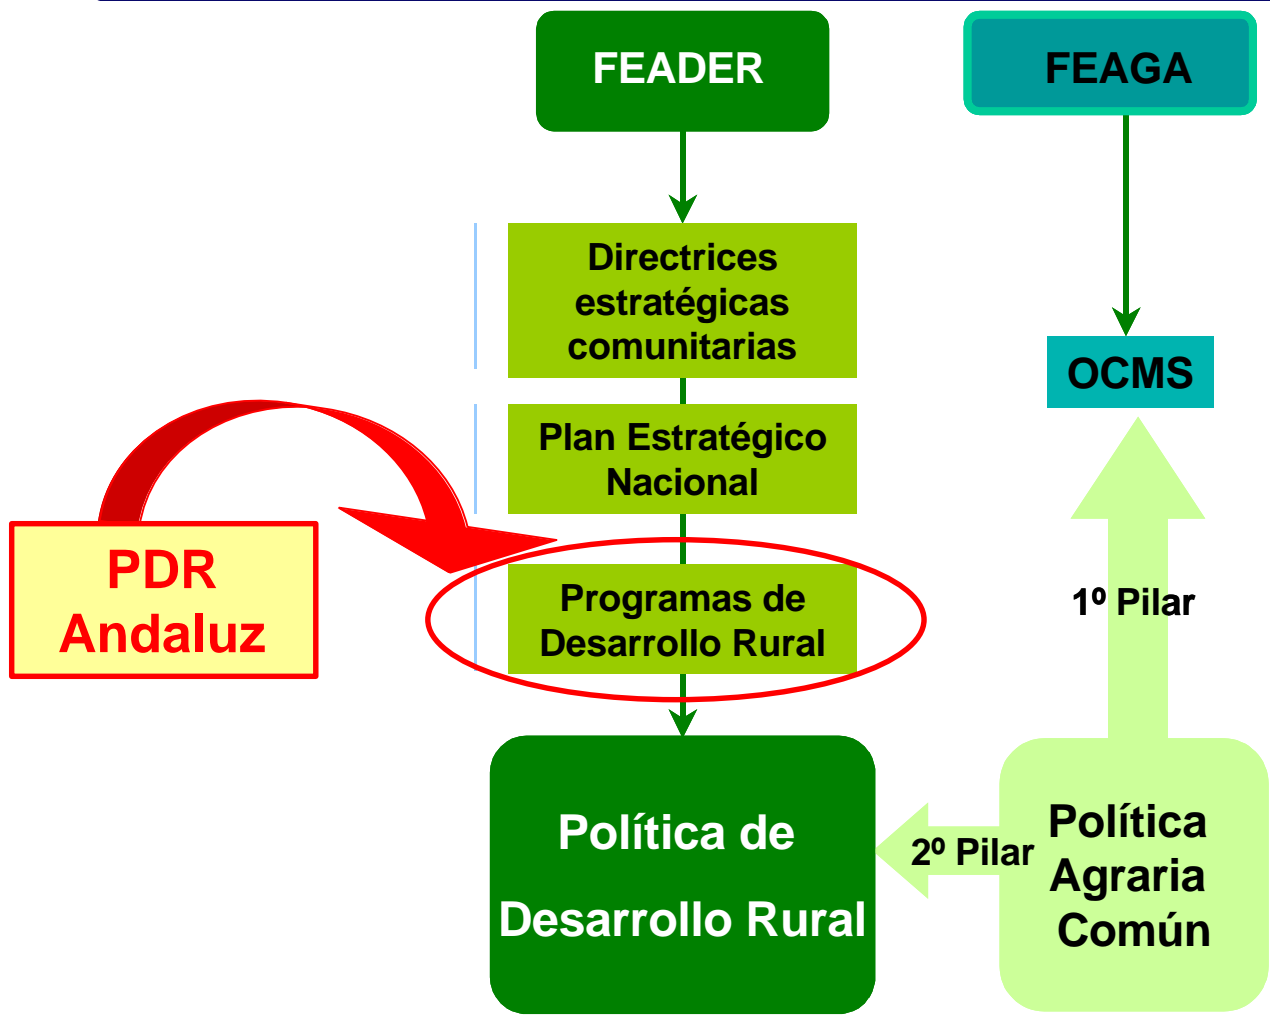 FEADER
FEAGA
Directrices
estratégicas
comunitarias
OCMS
Plan Estratégico
Nacional
PDR
Andaluz
Programas de
Desarrollo Rural
1º Pilar
Política de
Desarrollo Rural
2º Pilar
Política
Agraria
Común